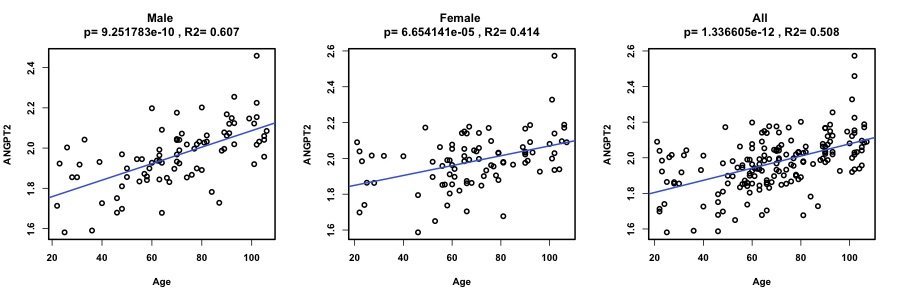 Male
p= 9.251783e-10 , R2= 0.607
ANGPT2
2.4
2.2
2.0
1.8
1.6
20 40 60 80 100
Age
Female
p= 6.654141e-05 , R2= 0.414
ANGPT2
2.6
2.4
2.2
2.0
1.8
1.6
20 40 60 80 100
Age
All
p= 1.336605e-12 , R2= 0.508
ANGPT2
2.6
2.4
2.2
2.0
1.8
1.6
20 40 60 80 100
Age